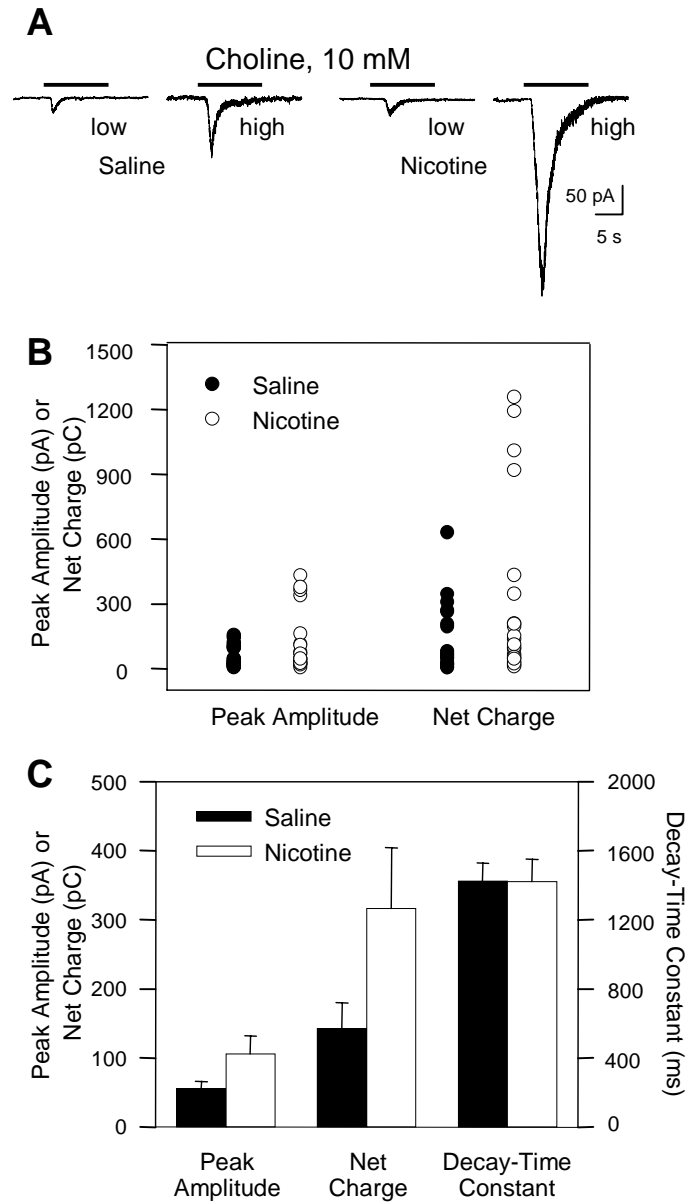 A
Choline, 10 mM
low high low high
Saline Nicotine
50 pA
5 s
B
Peak Amplitude (pA) or
Net Charge (pC)
1500
1200
900
600
300
0
Saline
Nicotine
Peak Amplitude Net Charge
C
Peak Amplitude (pA) or
Net Charge (pC)
500
400
300
200
100
0
Saline
Nicotine
2000
1600
1200
800
400
0
Decay-Time
Constant (ms)
Peak
Amplitude
Net
Charge
Decay-Time
Constant